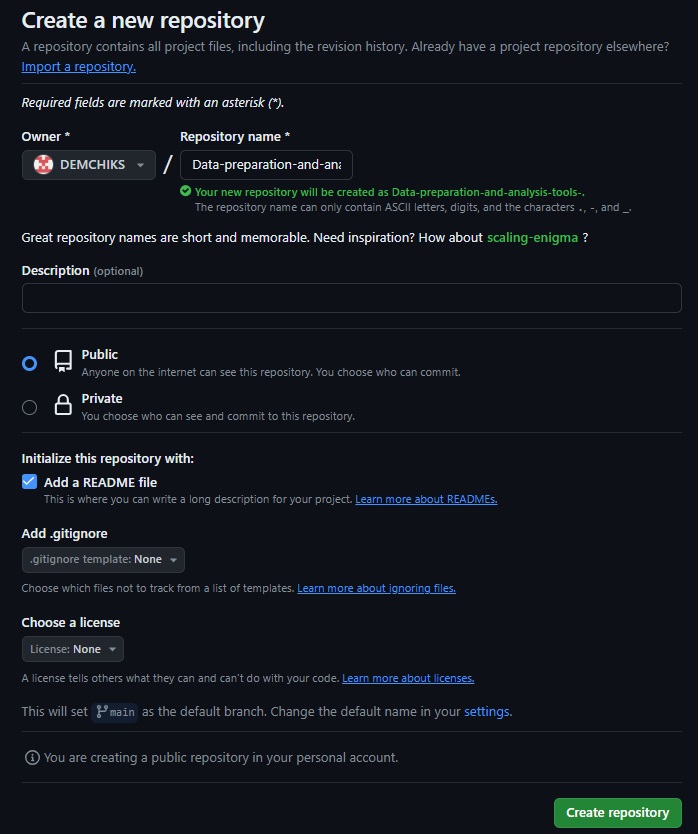 Create a new repository
A repository contains all project files, including the revision history. Already have a project repository elsewhere?
Import a repository.
Required fields are marked with an asterisk (*).
Owner * Repository name *
DEMCHIKS / Data-preparation-and-ana
Your new repository will be created as Data-preparation-and-analysis-tools-.
The repository name can only contain ASCII letters, digits, and the characters ., -, and _.
Great repository names are short and memorable. Need inspiration? How about scaling-enigma ?
Description (optional)
Public
Anyone on the internet can see this repository. You choose who can commit.
Private
You choose who can see and commit to this repository.
Initialize this repository with:
Add a README file
This is where you can write a long description for your project. Learn more about READMEs.
Add .gitignore
.gitignore template: None
Choose which files not to track from a list of templates. Learn more about ignoring files.
Choose a license
License: None
A license tells others what they can and can't do with your code. Learn more about licenses.
This will set main as the default branch. Change the default name in your settings.
You are creating a public repository in your personal account.
Create repository